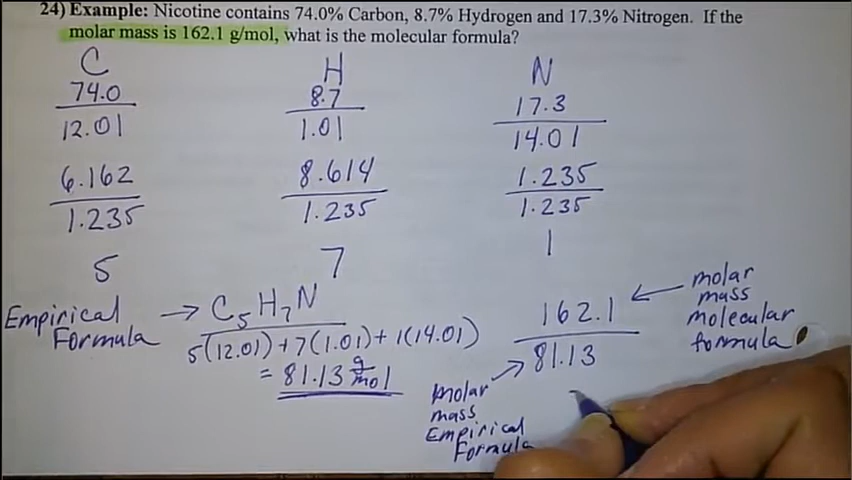 24) Example: Nicotine contains 74.0% Carbon, 8.7% Hydrogen and 17.3% Nitrogen. If the
molar mass is 162.1 g/mol, what is the molecular formula?
C H N
74.0 8.7 17.3
12.01 1.01 14.01
6.162 8.614 1.235
1.235 1.235 1.235
5 7 1
Empirical
Formula → C₅H₇N
5(12.01)+7(1.01)+1(14.01)
= 81.13 g/mol
162.1 ← molar
mass
molecular
formula
81.13
molar →
mass
Empirical
Formula